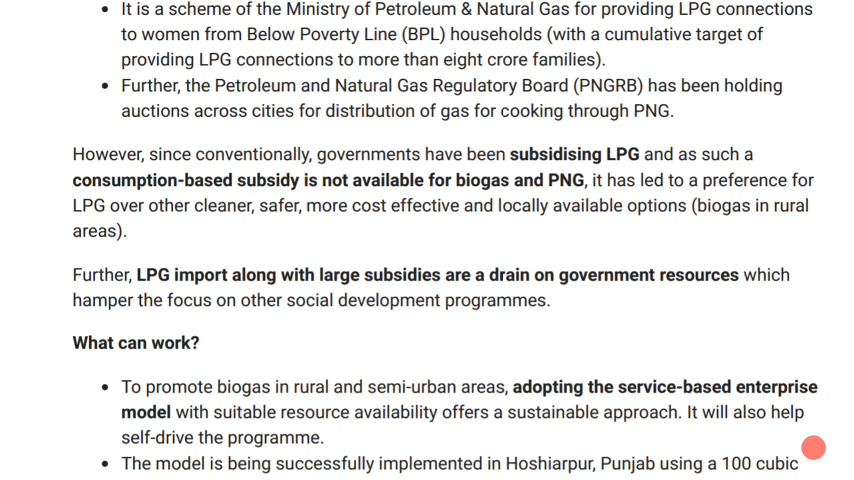 • It is a scheme of the Ministry of Petroleum & Natural Gas for providing LPG connections
to women from Below Poverty Line (BPL) households (with a cumulative target of
providing LPG connections to more than eight crore families).
• Further, the Petroleum and Natural Gas Regulatory Board (PNGRB) has been holding
auctions across cities for distribution of gas for cooking through PNG.
However, since conventionally, governments have been subsidising LPG and as such a
consumption-based subsidy is not available for biogas and PNG, it has led to a preference for
LPG over other cleaner, safer, more cost effective and locally available options (biogas in rural
areas).
Further, LPG import along with large subsidies are a drain on government resources which
hamper the focus on other social development programmes.
What can work?
• To promote biogas in rural and semi-urban areas, adopting the service-based enterprise
model with suitable resource availability offers a sustainable approach. It will also help
self-drive the programme.
• The model is being successfully implemented in Hoshiarpur, Punjab using a 100 cubic